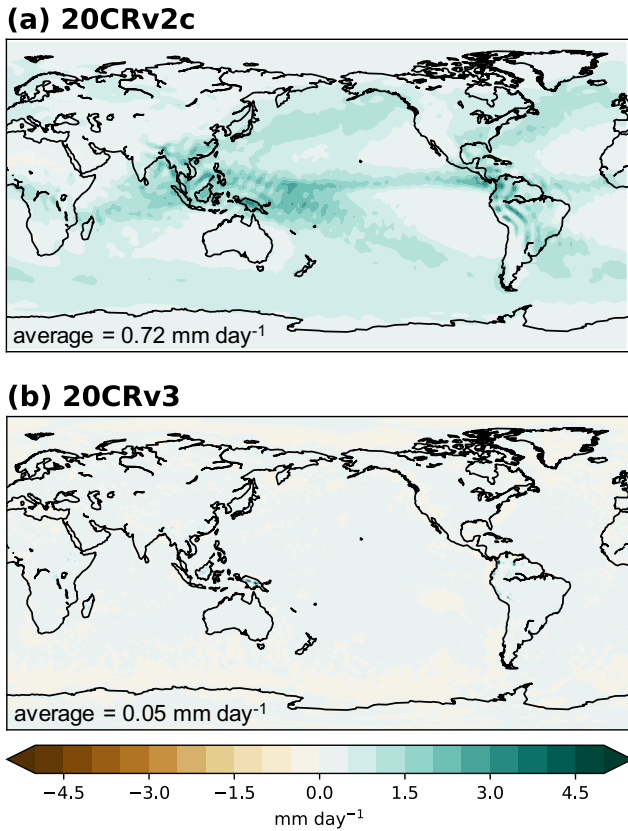 (a) 20CRv2c
average = 0.72 mm day⁻¹
(b) 20CRv3
average = 0.05 mm day⁻¹
−4.5 −3.0 −1.5 0.0 1.5 3.0 4.5
mm day⁻¹